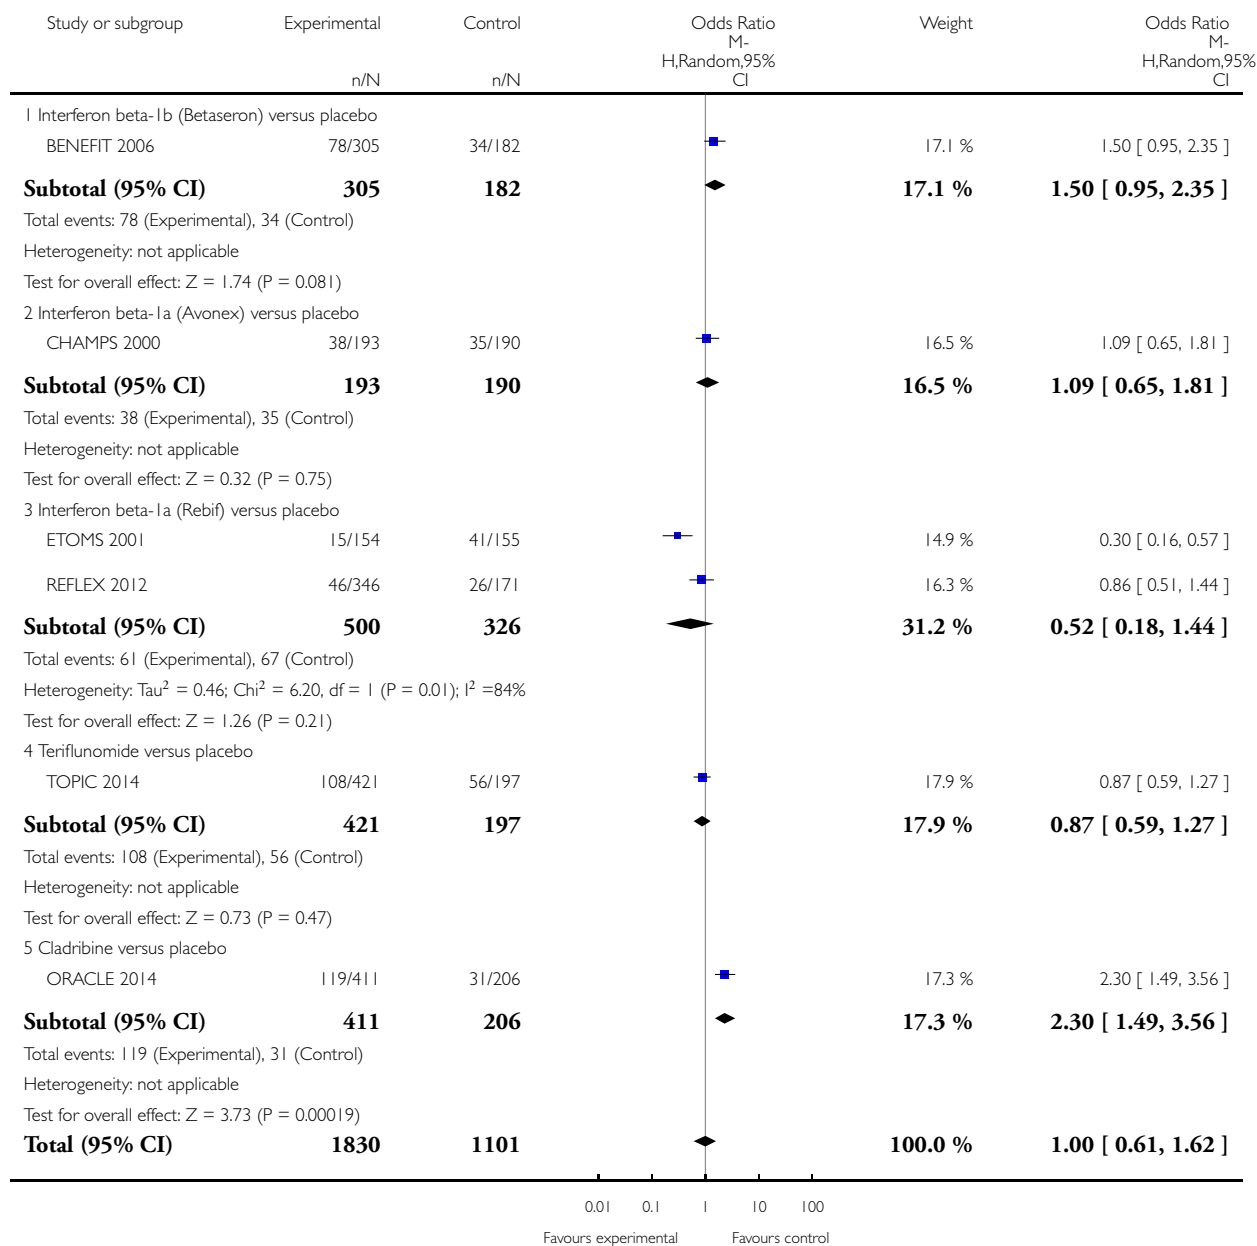 Study or subgroup Experimental Control Odds Ratio Weight Odds Ratio
M- M-
H,Random,95% H,Random,95%
n/N n/N CI CI
1 Interferon beta-1b (Betaseron) versus placebo
BENEFIT 2006 78/305 34/182 17.1 % 1.50 [ 0.95, 2.35 ]
Subtotal (95% CI) 305 182 17.1 % 1.50 [ 0.95, 2.35 ]
Total events: 78 (Experimental), 34 (Control)
Heterogeneity: not applicable
Test for overall effect: Z = 1.74 (P = 0.081)
2 Interferon beta-1a (Avonex) versus placebo
CHAMPS 2000 38/193 35/190 16.5 % 1.09 [ 0.65, 1.81 ]
Subtotal (95% CI) 193 190 16.5 % 1.09 [ 0.65, 1.81 ]
Total events: 38 (Experimental), 35 (Control)
Heterogeneity: not applicable
Test for overall effect: Z = 0.32 (P = 0.75)
3 Interferon beta-1a (Rebif) versus placebo
ETOMS 2001 15/154 41/155 14.9 % 0.30 [ 0.16, 0.57 ]
REFLEX 2012 46/346 26/171 16.3 % 0.86 [ 0.51, 1.44 ]
Subtotal (95% CI) 500 326 31.2 % 0.52 [ 0.18, 1.44 ]
Total events: 61 (Experimental), 67 (Control)
Heterogeneity: Tau² = 0.46; Chi² = 6.20, df = 1 (P = 0.01); I² =84%
Test for overall effect: Z = 1.26 (P = 0.21)
4 Teriflunomide versus placebo
TOPIC 2014 108/421 56/197 17.9 % 0.87 [ 0.59, 1.27 ]
Subtotal (95% CI) 421 197 17.9 % 0.87 [ 0.59, 1.27 ]
Total events: 108 (Experimental), 56 (Control)
Heterogeneity: not applicable
Test for overall effect: Z = 0.73 (P = 0.47)
5 Cladribine versus placebo
ORACLE 2014 119/411 31/206 17.3 % 2.30 [ 1.49, 3.56 ]
Subtotal (95% CI) 411 206 17.3 % 2.30 [ 1.49, 3.56 ]
Total events: 119 (Experimental), 31 (Control)
Heterogeneity: not applicable
Test for overall effect: Z = 3.73 (P = 0.00019)
Total (95% CI) 1830 1101 100.0 % 1.00 [ 0.61, 1.62 ]
0.01 0.1 1 10 100
Favours experimental Favours control